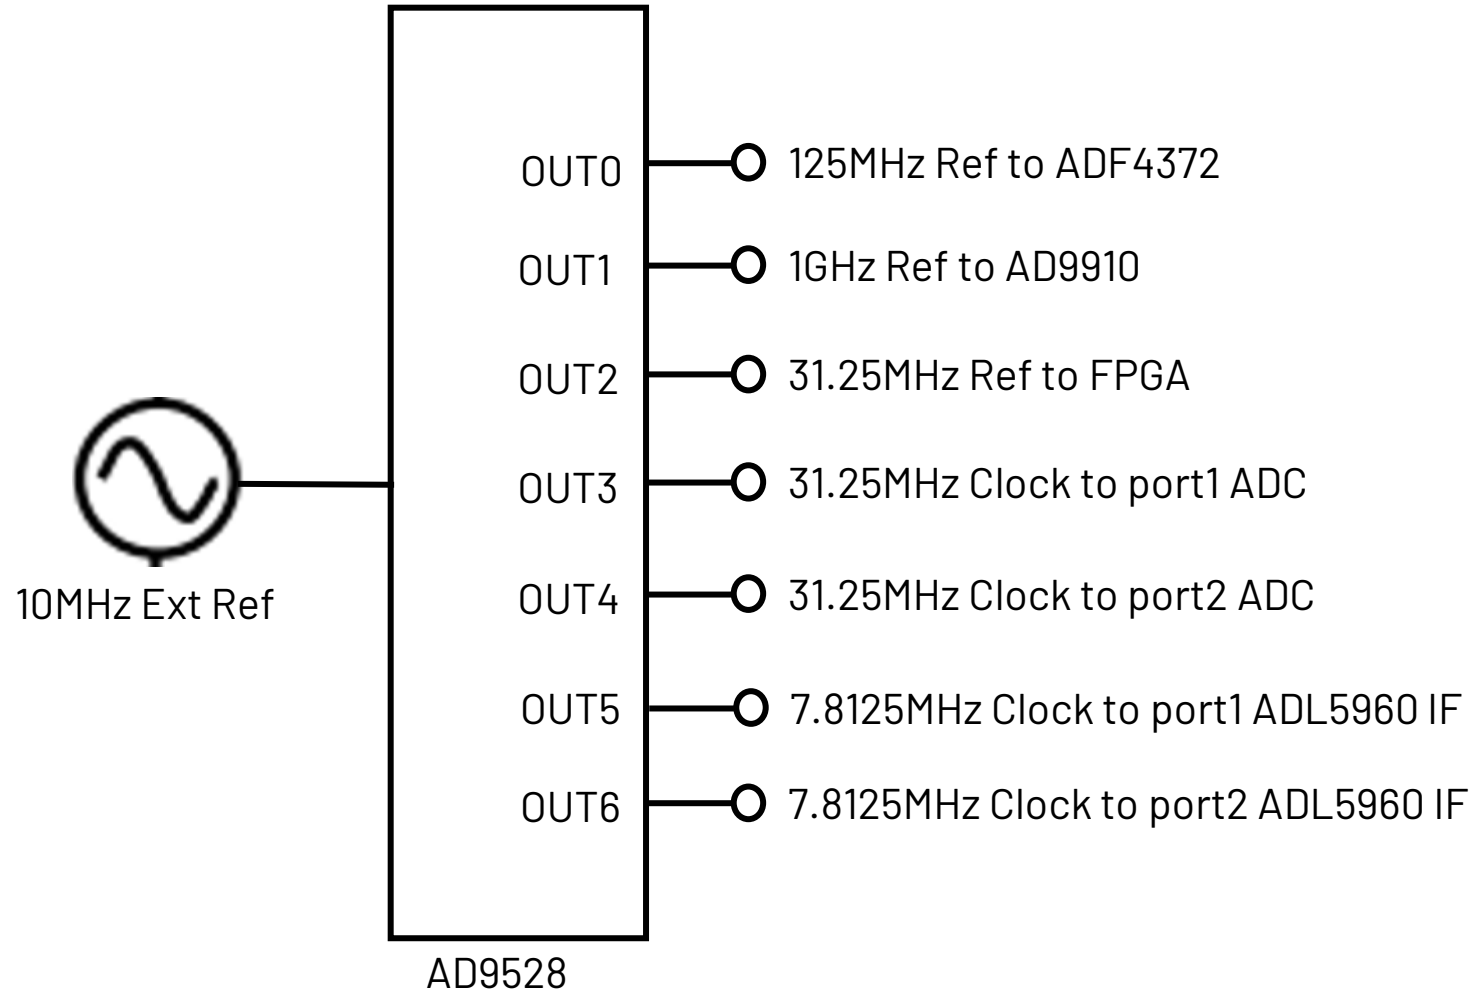 OUT0
125MHz Ref to ADF4372
OUT1
1GHz Ref to AD9910
OUT2
31.25MHz Ref to FPGA
OUT3
31.25MHz Clock to port1 ADC
OUT4
31.25MHz Clock to port2 ADC
10MHz Ext Ref
OUT5
7.8125MHz Clock to port1 ADL5960 IF
OUT6
7.8125MHz Clock to port2 ADL5960 IF
AD9528